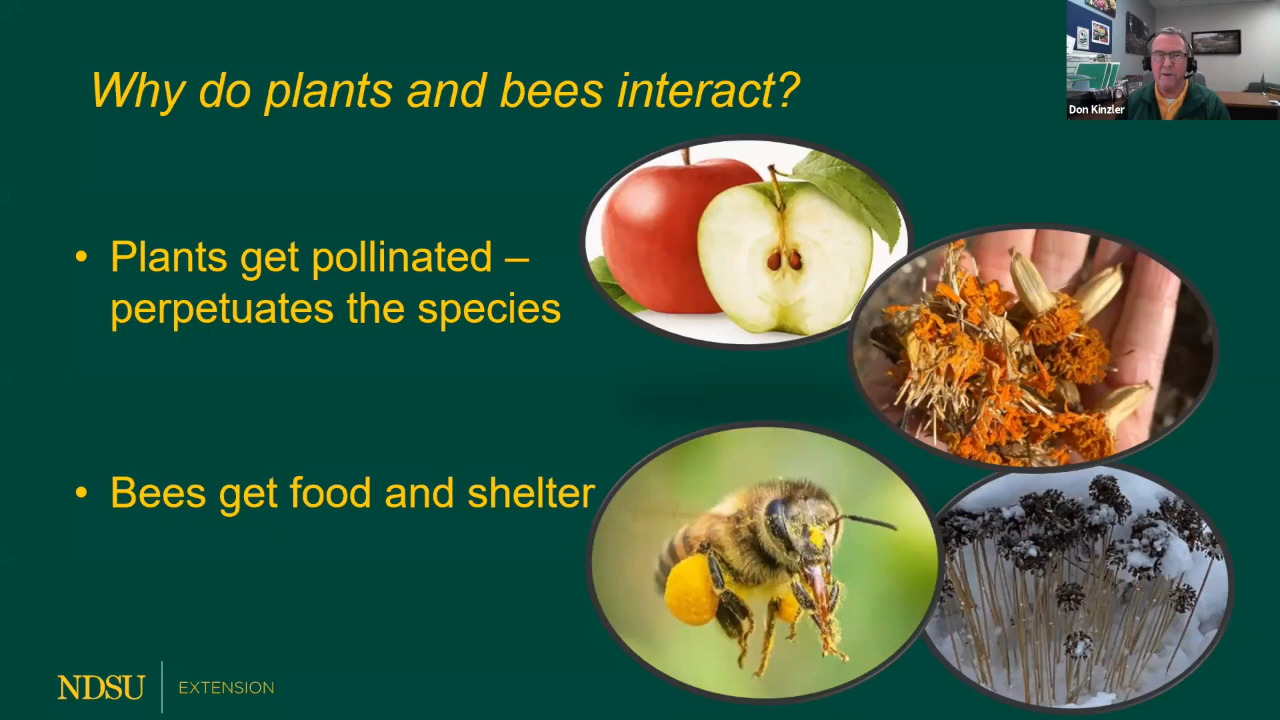 Why do plants and bees interact?
Don Kinzler
• Plants get pollinated –
perpetuates the species
• Bees get food and shelter
NDSU | EXTENSION